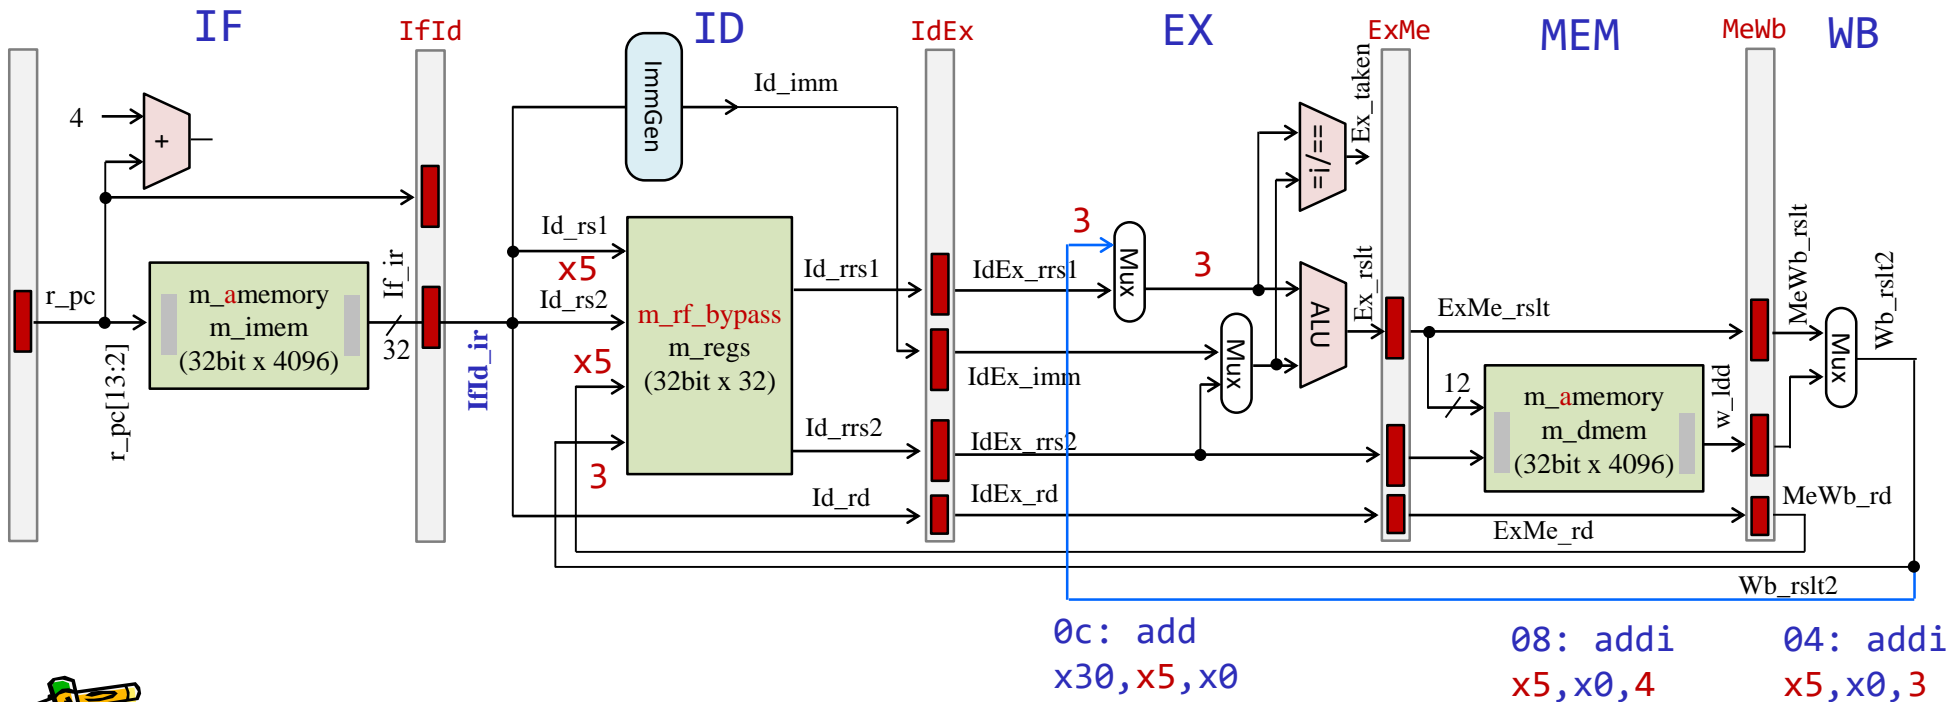 IF
IfId
ID
IdEx
EX
ExMe
MEM
MeWb
WB
4
+
ImmGen
Id_imm
==/!=
Ex_taken
r_pc
r_pc[13:2]
m_amemory
m_imem
(32bit x 4096)
If_ir
32
IfId_ir
Id_rs1
x5
Id_rs2
x5
3
m_rf_bypass
m_regs
(32bit x 32)
Id_rrs1
Id_rrs2
Id_rd
IdEx_rrs1
IdEx_imm
IdEx_rrs2
IdEx_rd
3
Mux
3
Mux
ALU
Ex_rslt
ExMe_rslt
12
m_amemory
m_dmem
(32bit x 4096)
w_ldd
ExMe_rd
MeWb_rslt
Mux
Wb_rslt2
MeWb_rd
Wb_rslt2
0c: add
x30,x5,x0
08: addi
x5,x0,4
04: addi
x5,x0,3